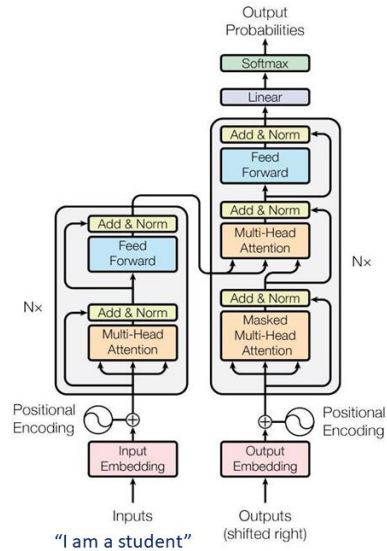 Output
Probabilities
Softmax
Linear
Add & Norm
Feed
Forward
Add & Norm
Multi-Head
Attention
Nx
Add & Norm
Masked
Multi-Head
Attention
Add & Norm
Feed
Forward
Nx
Add & Norm
Multi-Head
Attention
Positional
Encoding
Positional
Encoding
Input
Embedding
Output
Embedding
Inputs
Outputs
(shifted right)
“I am a student”